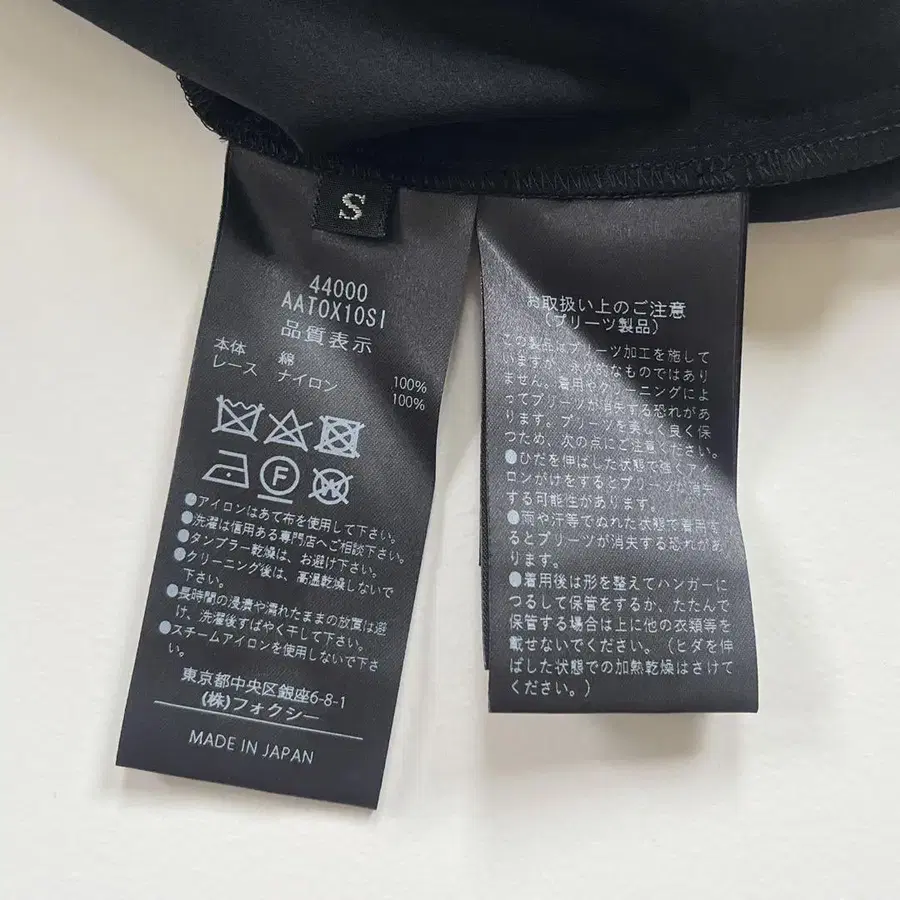 S
44000
AATOX10SI
品質表示
本体 綿 100%
レース ナイロン 100%
F
W
●アイロンはあて布を使用して下さい。
●洗濯は信用ある専門店へご相談下さい。
●タンブラー乾燥は、お避け下さい。
●クリーニング後は、高温乾燥しないで
下さい。
●長時間の浸漬や濡れたままの放置は避
け、洗濯後すばやく干して下さい。
●スチームアイロンを使用しないで下さ
い。
東京都中央区銀座6-8-1
(株)フォクシー
MADE IN JAPAN
お取扱い上のご注意
(プリーツ製品)
この製品はプリーツ加工を施して
いますが、永久的なものではあり
ません。着用やクリーニングによ
ってプリーツが消失する恐れがあ
ります。プリーツを美しく良く保
つため、次の点にご注意ください。
●ひだを伸ばした状態で強くアイ
ロンがけをするとプリーツが消失
する可能性があります。
●雨や汗等でぬれた状態で着用す
るとプリーツが消失する恐れがあ
ります。
●着用後は形を整えてハンガーに
つるして保管をするか、たたんで
保管する場合は上に他の衣類等を
載せないでください。(ヒダを伸
ばした状態での加熱乾燥はさけて
ください。)